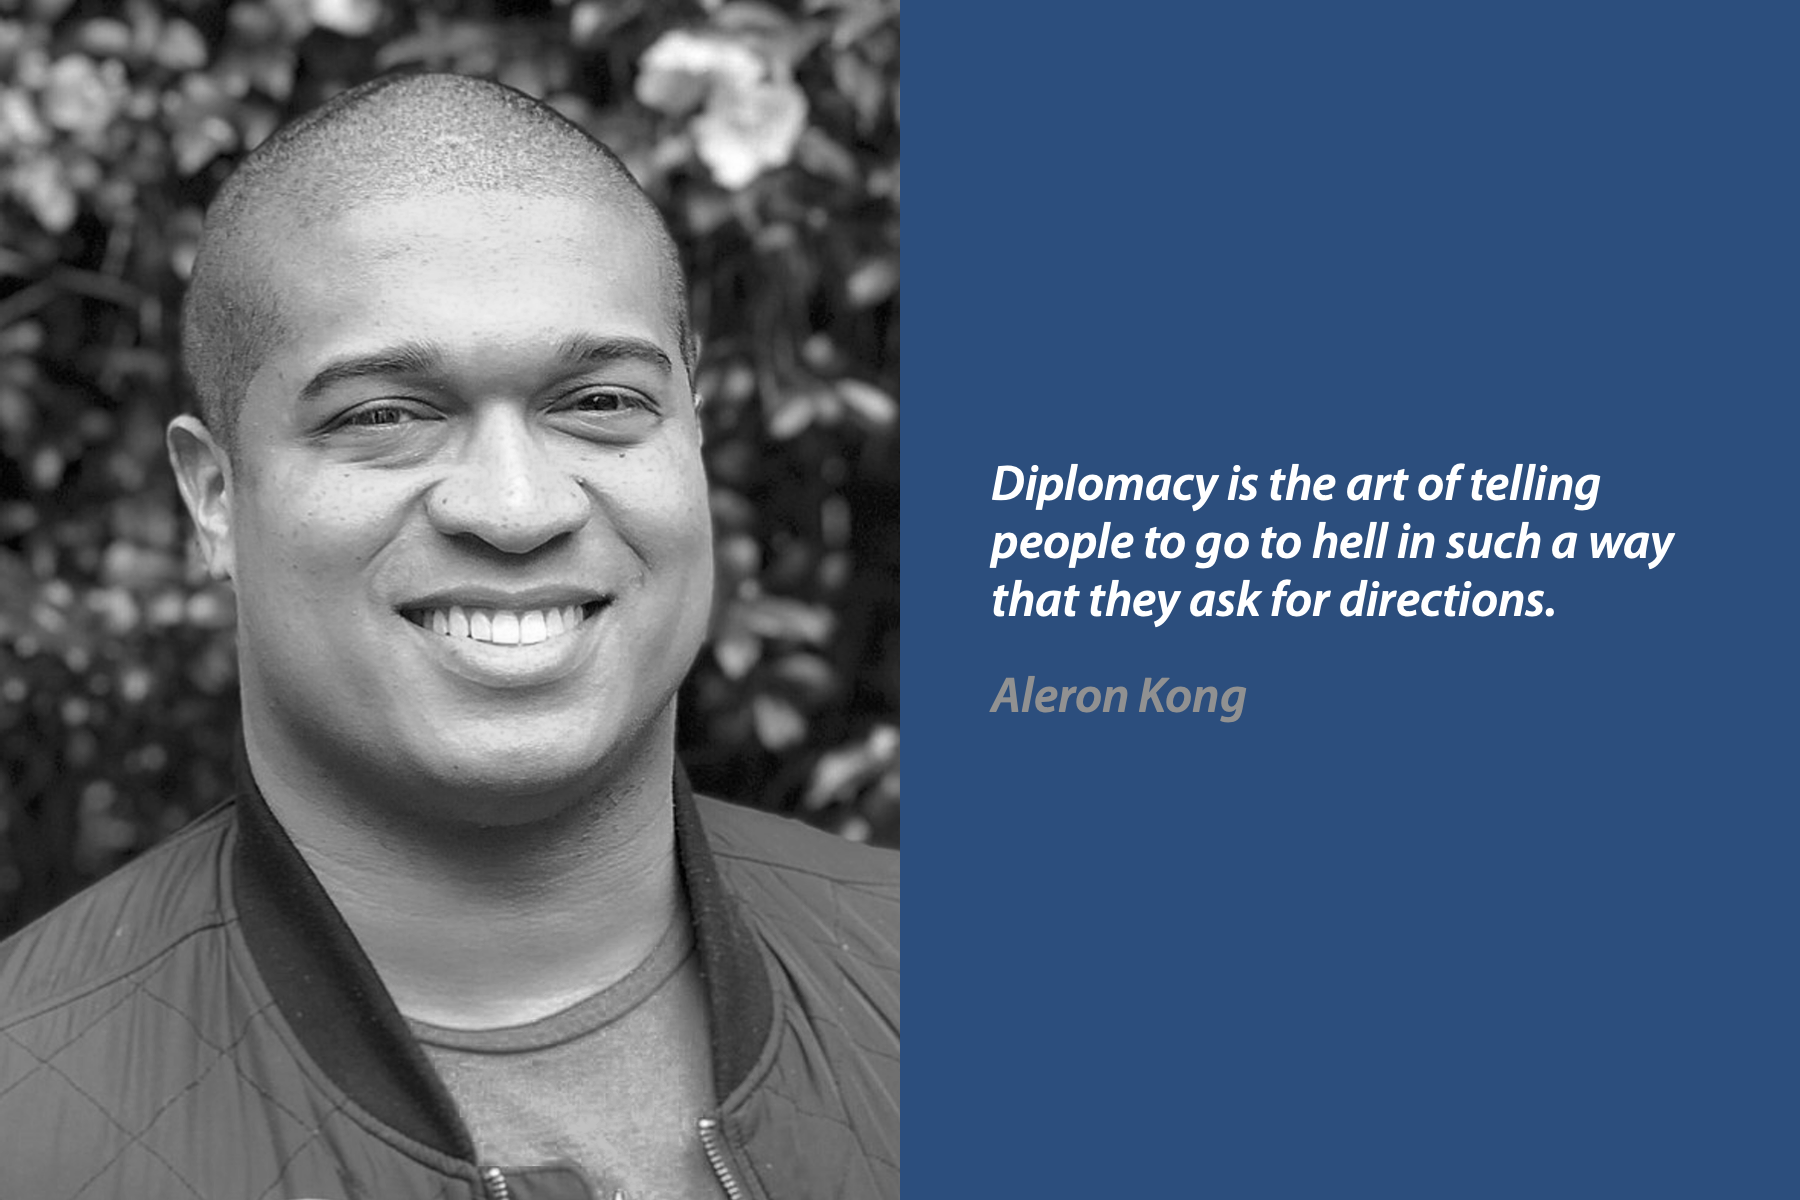 Diplomacy is the art of telling
people to go to hell in such a way
that they ask for directions.
Aleron Kong